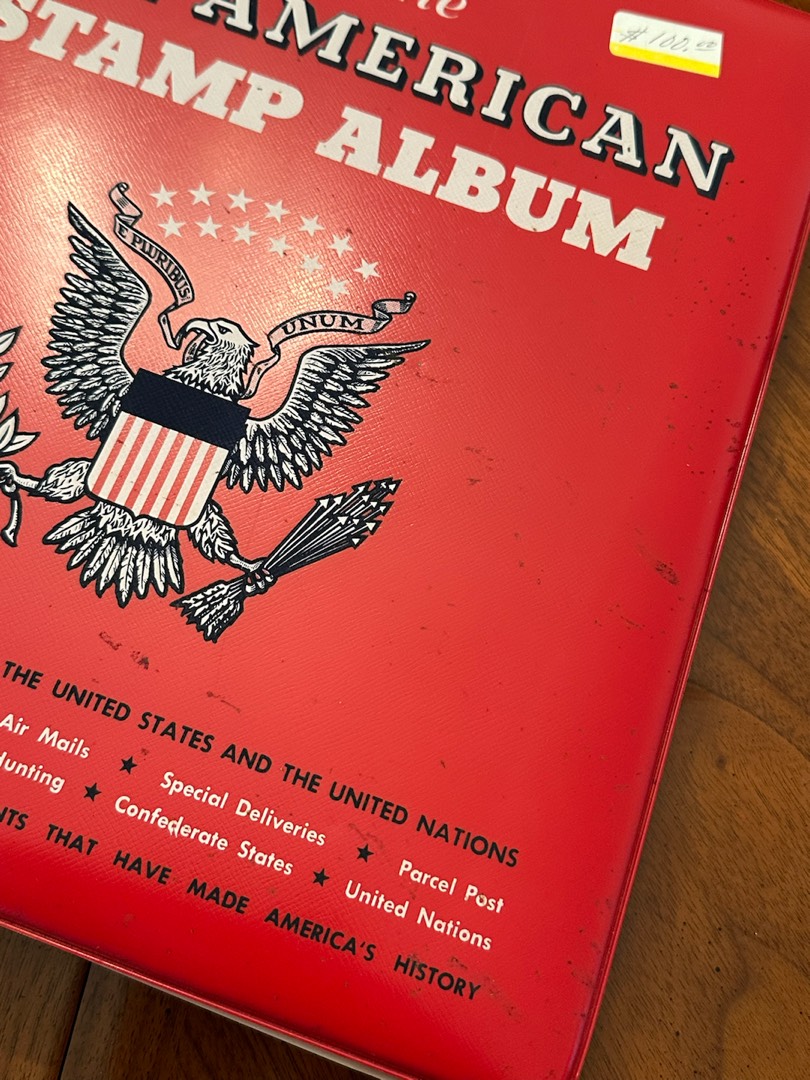 # 100.00
AMERICAN
STAMP ALBUM
E PLURIBUS
UNUM
THE UNITED STATES AND THE UNITED NATIONS
Air Mails ★ Special Deliveries ★ Parcel Post
Hunting ★ Confederate States ★ United Nations
THAT HAVE MADE AMERICA'S HISTORY